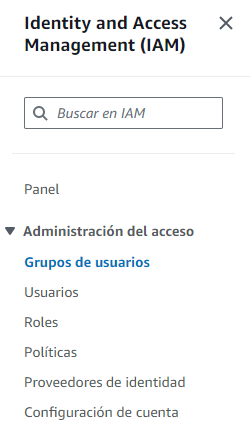 Identity and Access
Management (IAM)
Buscar en IAM
Panel
Administración del acceso
Grupos de usuarios
Usuarios
Roles
Políticas
Proveedores de identidad
Configuración de cuenta